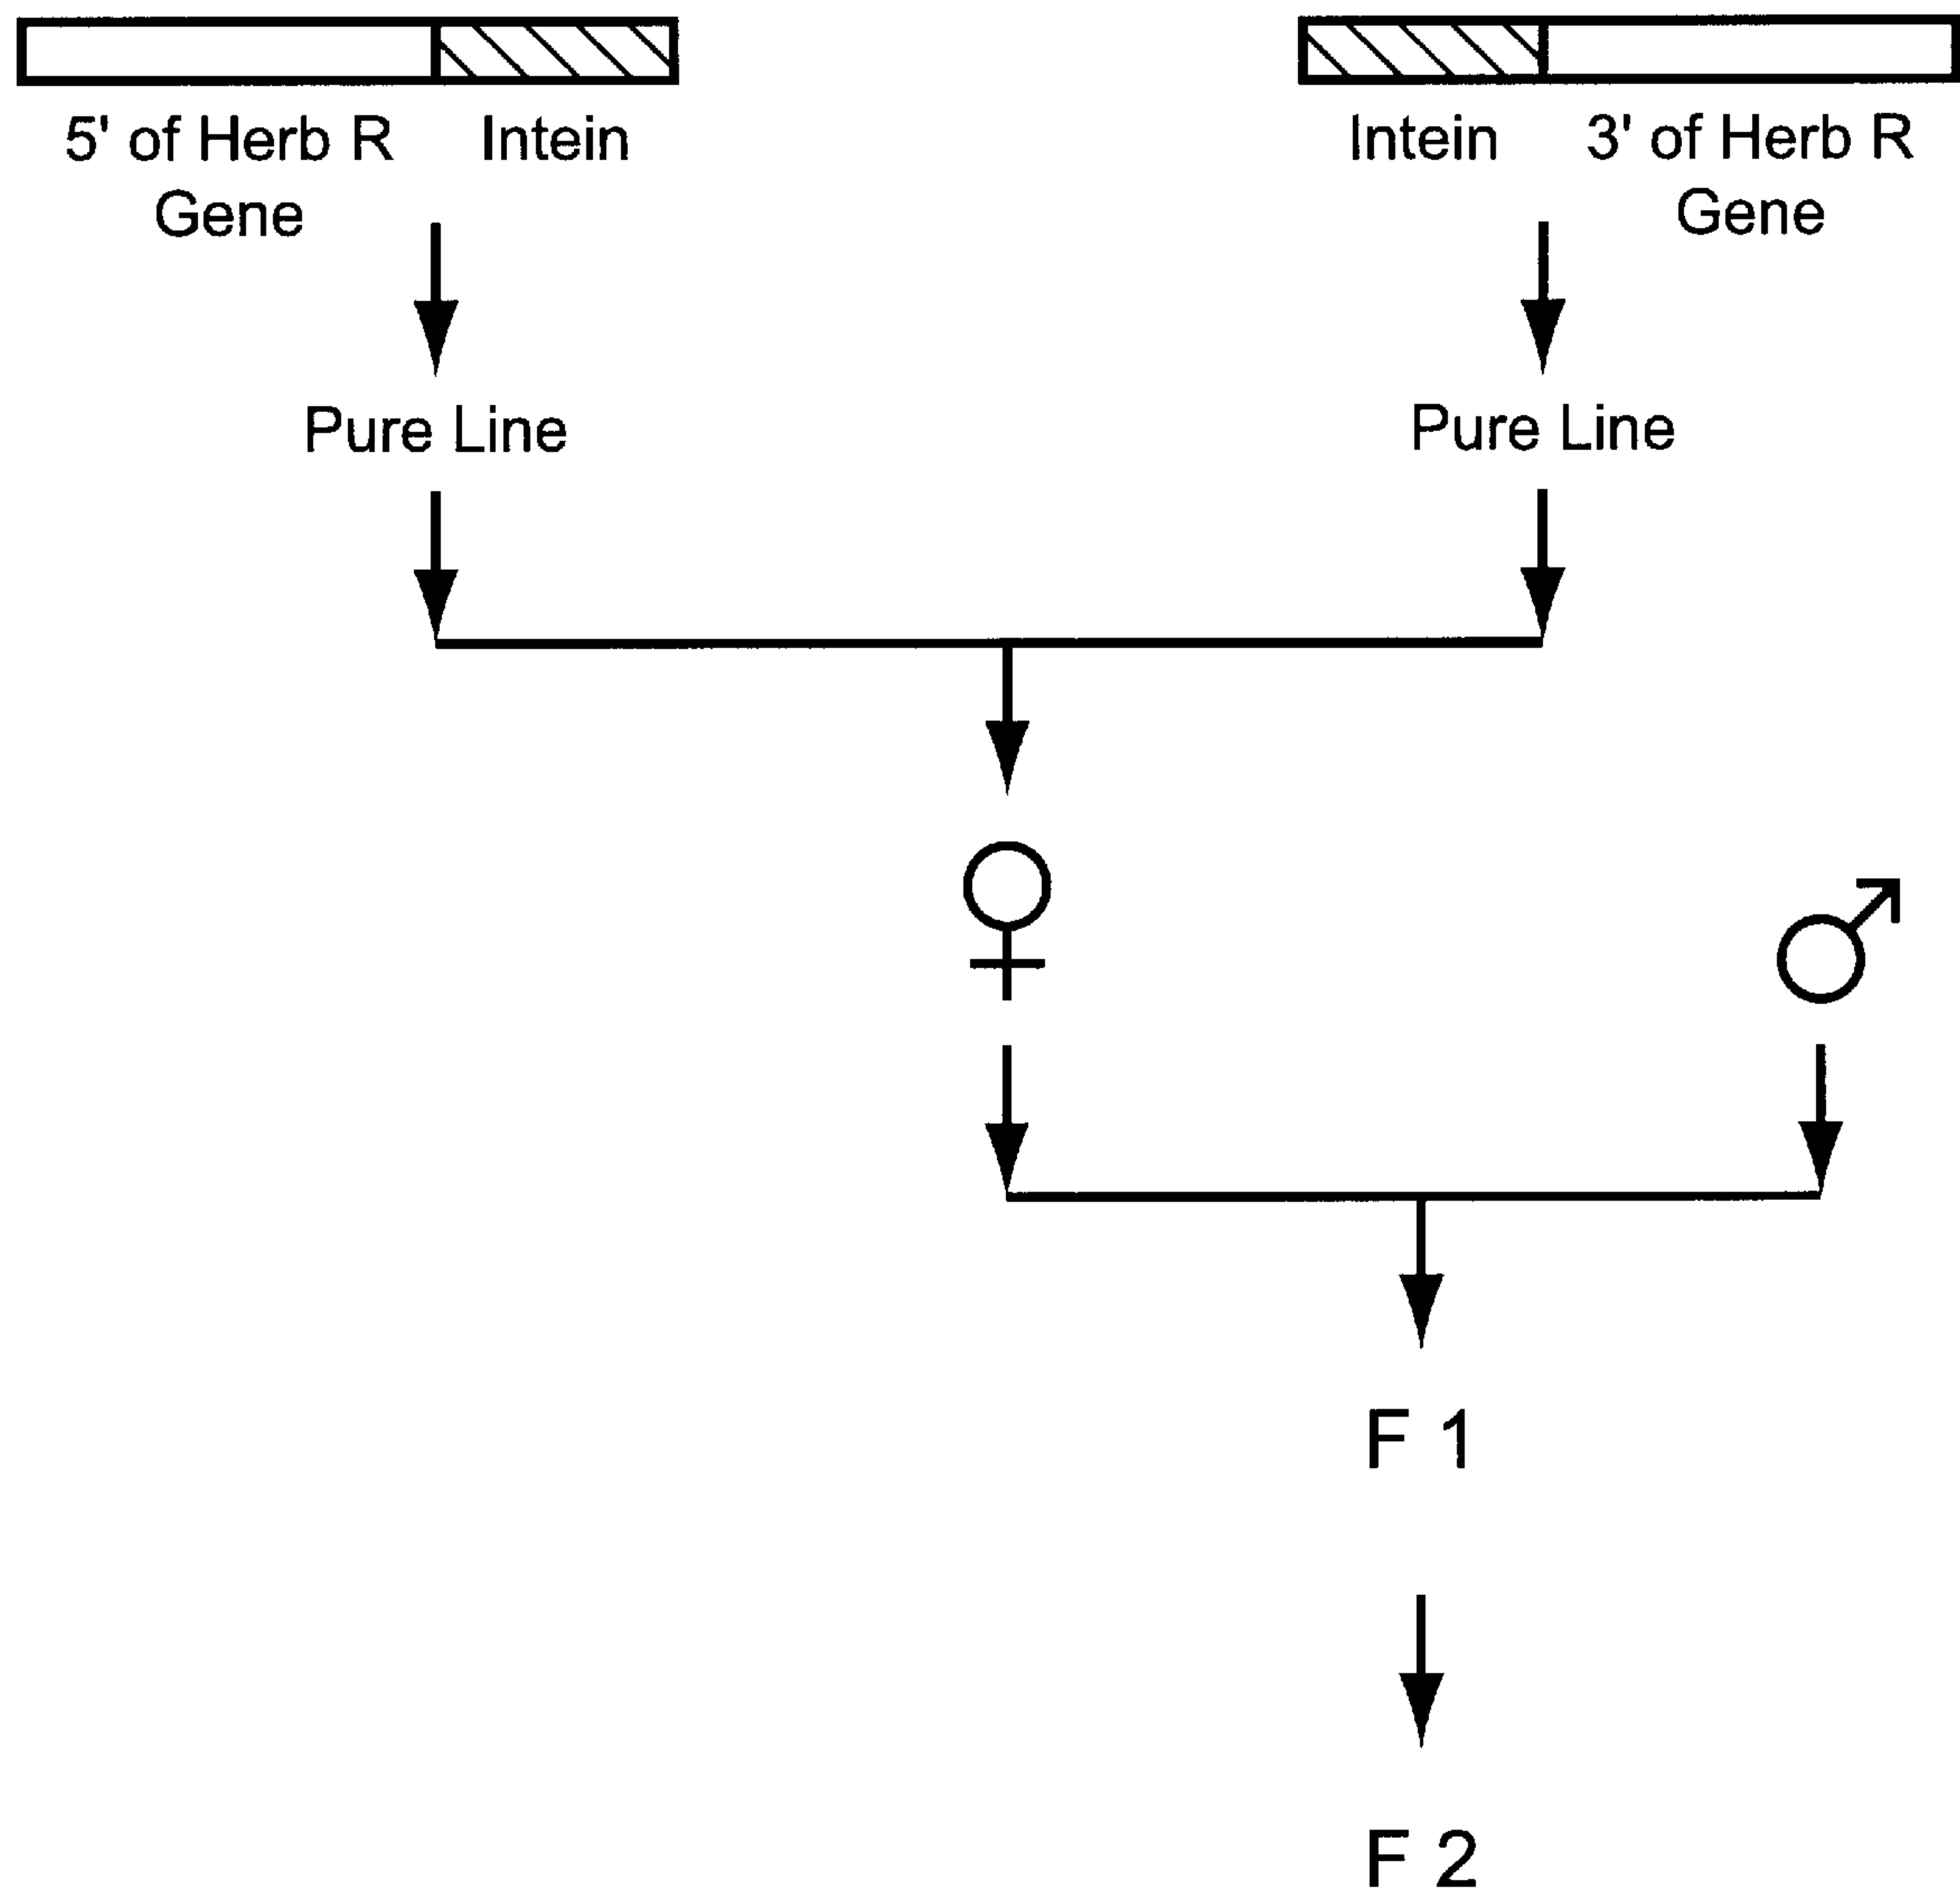 5' of Herb R Gene
Intein
Intein
3' of Herb R Gene
Pure Line
Pure Line
♀
♂
F 1
F 2